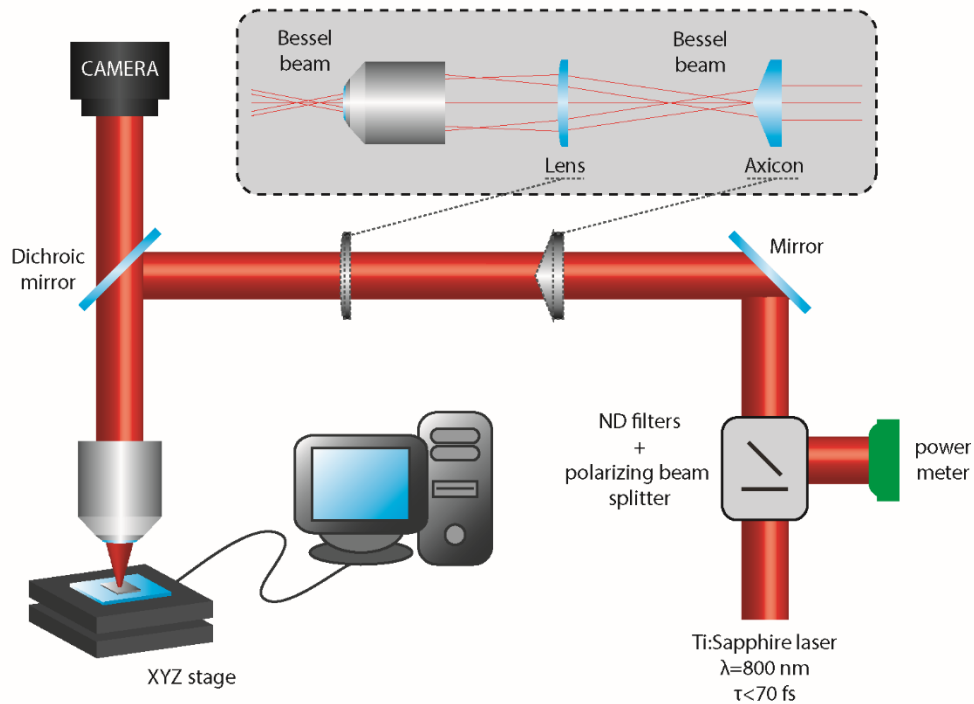 CAMERA
Bessel
beam
Bessel
beam
Lens
Axicon
Dichroic
mirror
Mirror
ND filters
+
polarizing beam
splitter
power
meter
XYZ stage
Ti:Sapphire laser
λ=800 nm
τ<70 fs